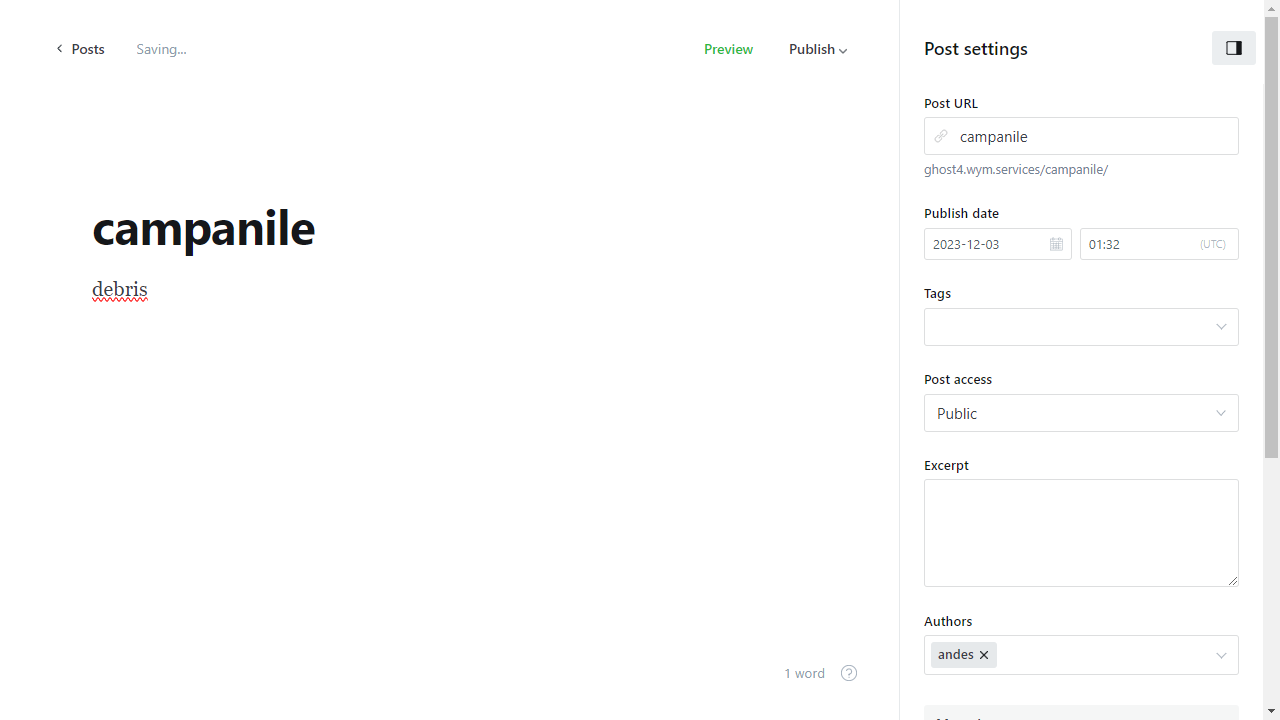 Posts
Saving...
Preview
Publish
Post settings
Post URL
campanile
ghost4.wym.services/campanile/
Publish date
2023-12-03
01:32
(UTC)
campanile
debris
Tags
Post access
Public
Excerpt
Authors
andes
1 word
?